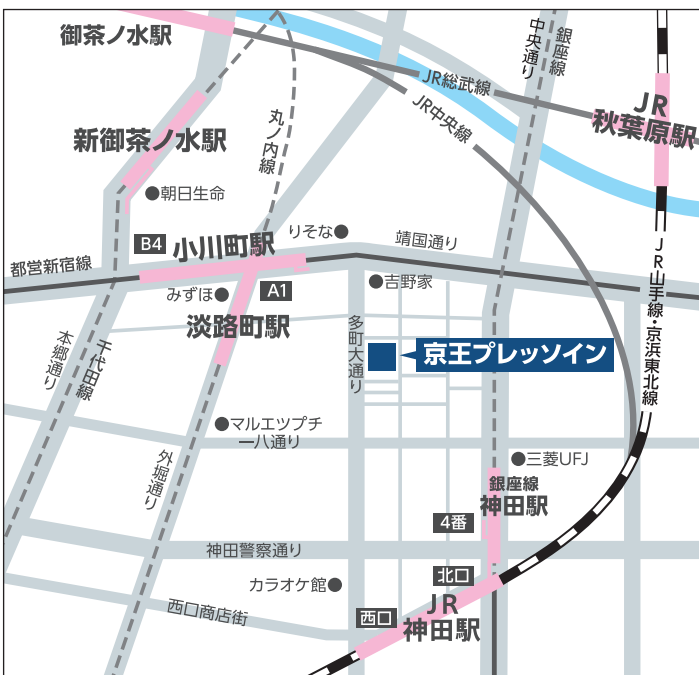 御茶ノ水駅
銀座線
中央通り
JR総武線
JR中央線
JR
秋葉原駅
新御茶ノ水駅
丸ノ内線
●朝日生命
B4
小川町駅
りそな●
靖国通り
都営新宿線
みずほ●
A1
●吉野家
淡路町駅
JR山手線・京浜東北線
多町大通り
京王プレッソイン
本郷通り
千代田線
●マルエツプチ
一八通り
外堀通り
●三菱UFJ
銀座線
神田駅
4番
神田警察通り
北口
カラオケ館●
西口商店街
西口
JR
神田駅